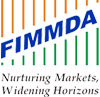 FIMMDA
Nurturing Markets,
Widening Horizons